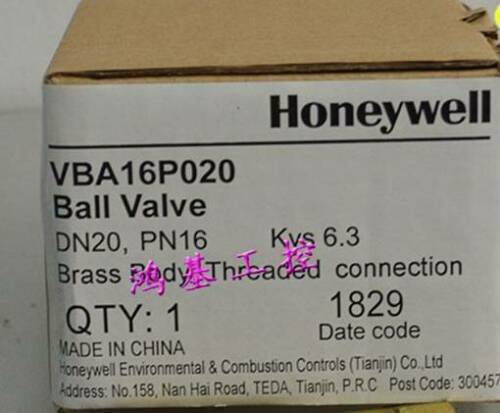 Honeywell
VBA16P020
Ball Valve
DN20, PN16 Kvs 6.3
Brass Body, Threaded connection
鸿基工控
QTY: 1 1829
Date code
MADE IN CHINA
Honeywell Environmental & Combustion Controls (Tianjin) Co.,Ltd
Address: No.158, Nan Hai Road, TEDA, Tianjin, P.R.C Post Code: 300457